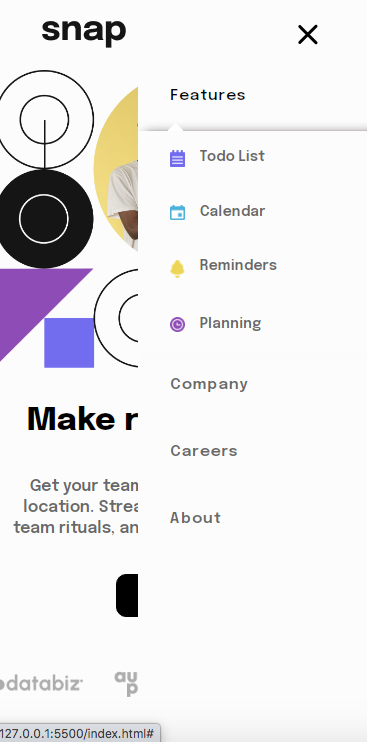 snap
Features
Todo List
Calendar
Reminders
Planning
Company
Careers
About
Make r
Get your team
location. Strea
team rituals, an
databiz
127.0.0.1:5500/index.html#